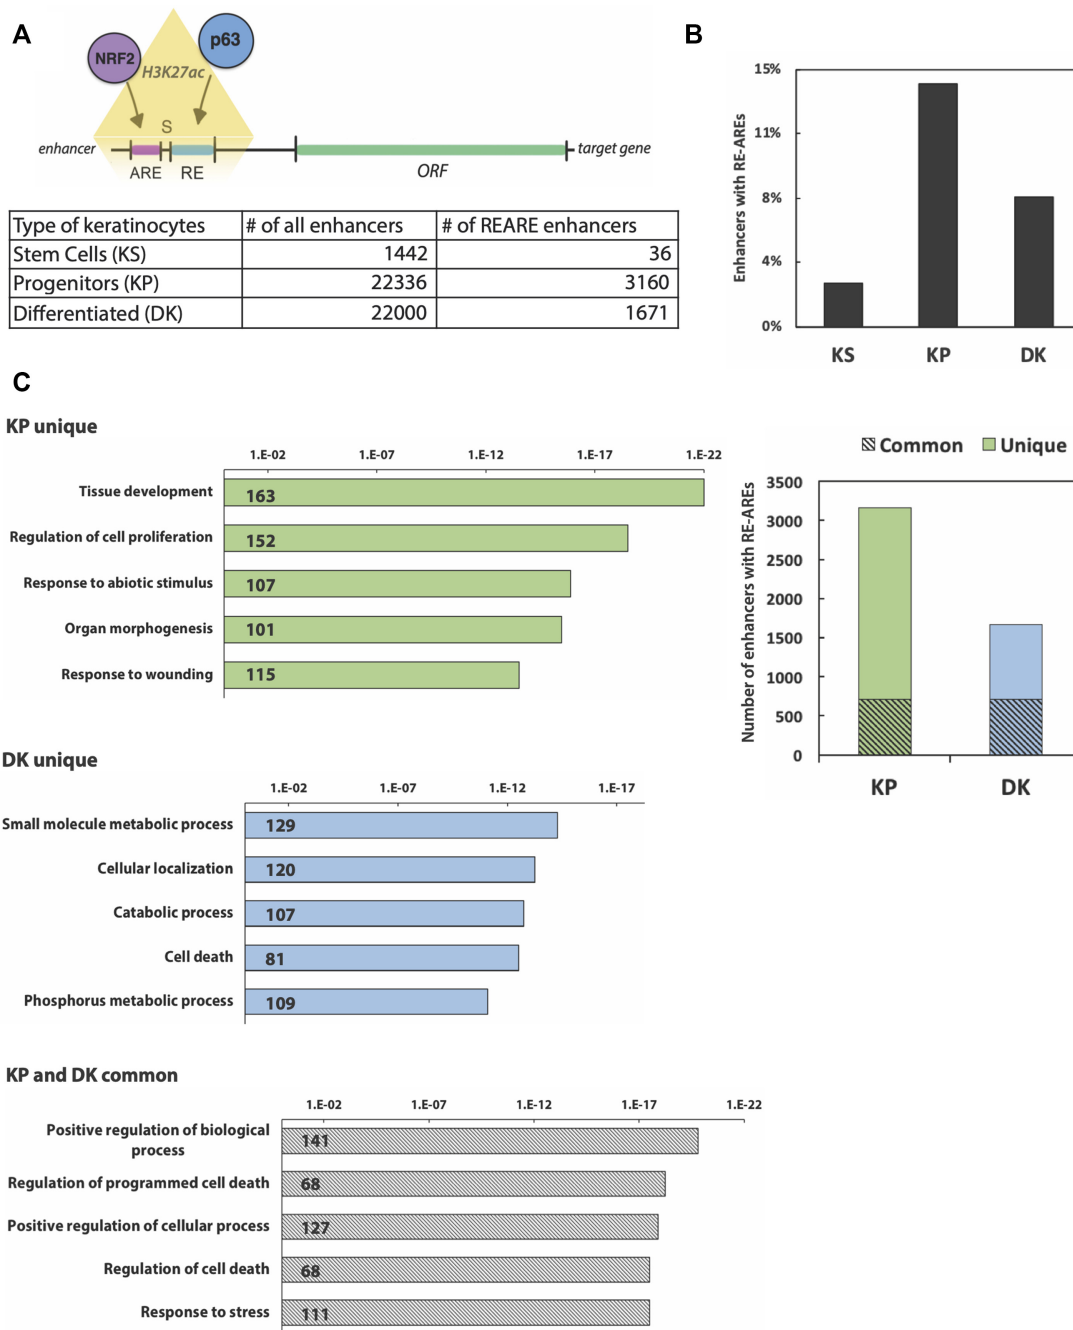 A
NRF2
p63
H3K27ac
S
enhancer
target gene
ARE
RE
ORF
Type of keratinocytes # of all enhancers # of REARE enhancers
Stem Cells (KS) 1442 36
Progenitors (KP) 22336 3160
Differentiated (DK) 22000 1671
B
Enhancers with RE-AREs
15%
11%
8%
4%
0%
KS KP DK
C
KP unique
1.E-02 1.E-07 1.E-12 1.E-17 1.E-22
Tissue development 163
Regulation of cell proliferation 152
Response to abiotic stimulus 107
Organ morphogenesis 101
Response to wounding 115
Common Unique
Number of enhancers with RE-AREs
3500
3000
2500
2000
1500
1000
500
0
KP DK
DK unique
1.E-02 1.E-07 1.E-12 1.E-17
Small molecule metabolic process 129
Cellular localization 120
Catabolic process 107
Cell death 81
Phosphorus metabolic process 109
KP and DK common
1.E-02 1.E-07 1.E-12 1.E-17 1.E-22
Positive regulation of biological
process 141
Regulation of programmed cell death 68
Positive regulation of cellular process 127
Regulation of cell death 68
Response to stress 111